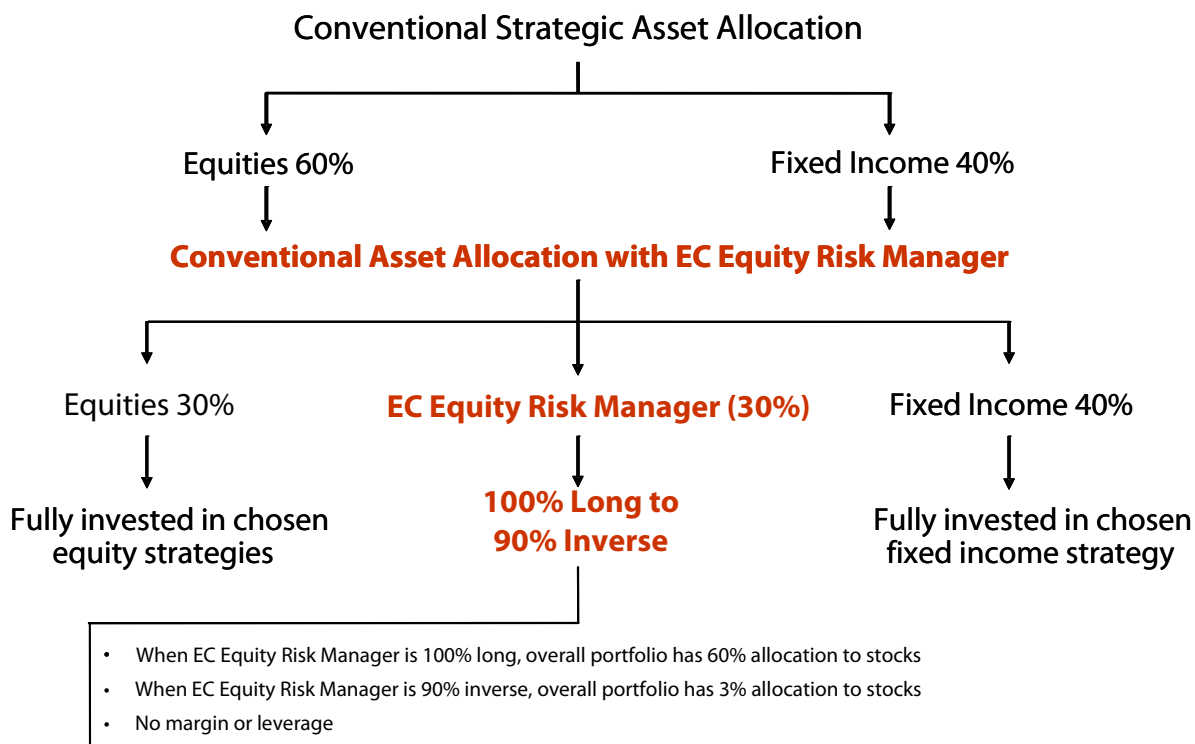 Conventional Strategic Asset Allocation
Equities 60%
Fixed Income 40%
Conventional Asset Allocation with EC Equity Risk Manager
Equities 30%
EC Equity Risk Manager (30%)
Fixed Income 40%
Fully invested in chosen
equity strategies
100% Long to
90% Inverse
Fully invested in chosen
fixed income strategy
• When EC Equity Risk Manager is 100% long, overall portfolio has 60% allocation to stocks
• When EC Equity Risk Manager is 90% inverse, overall portfolio has 3% allocation to stocks
• No margin or leverage